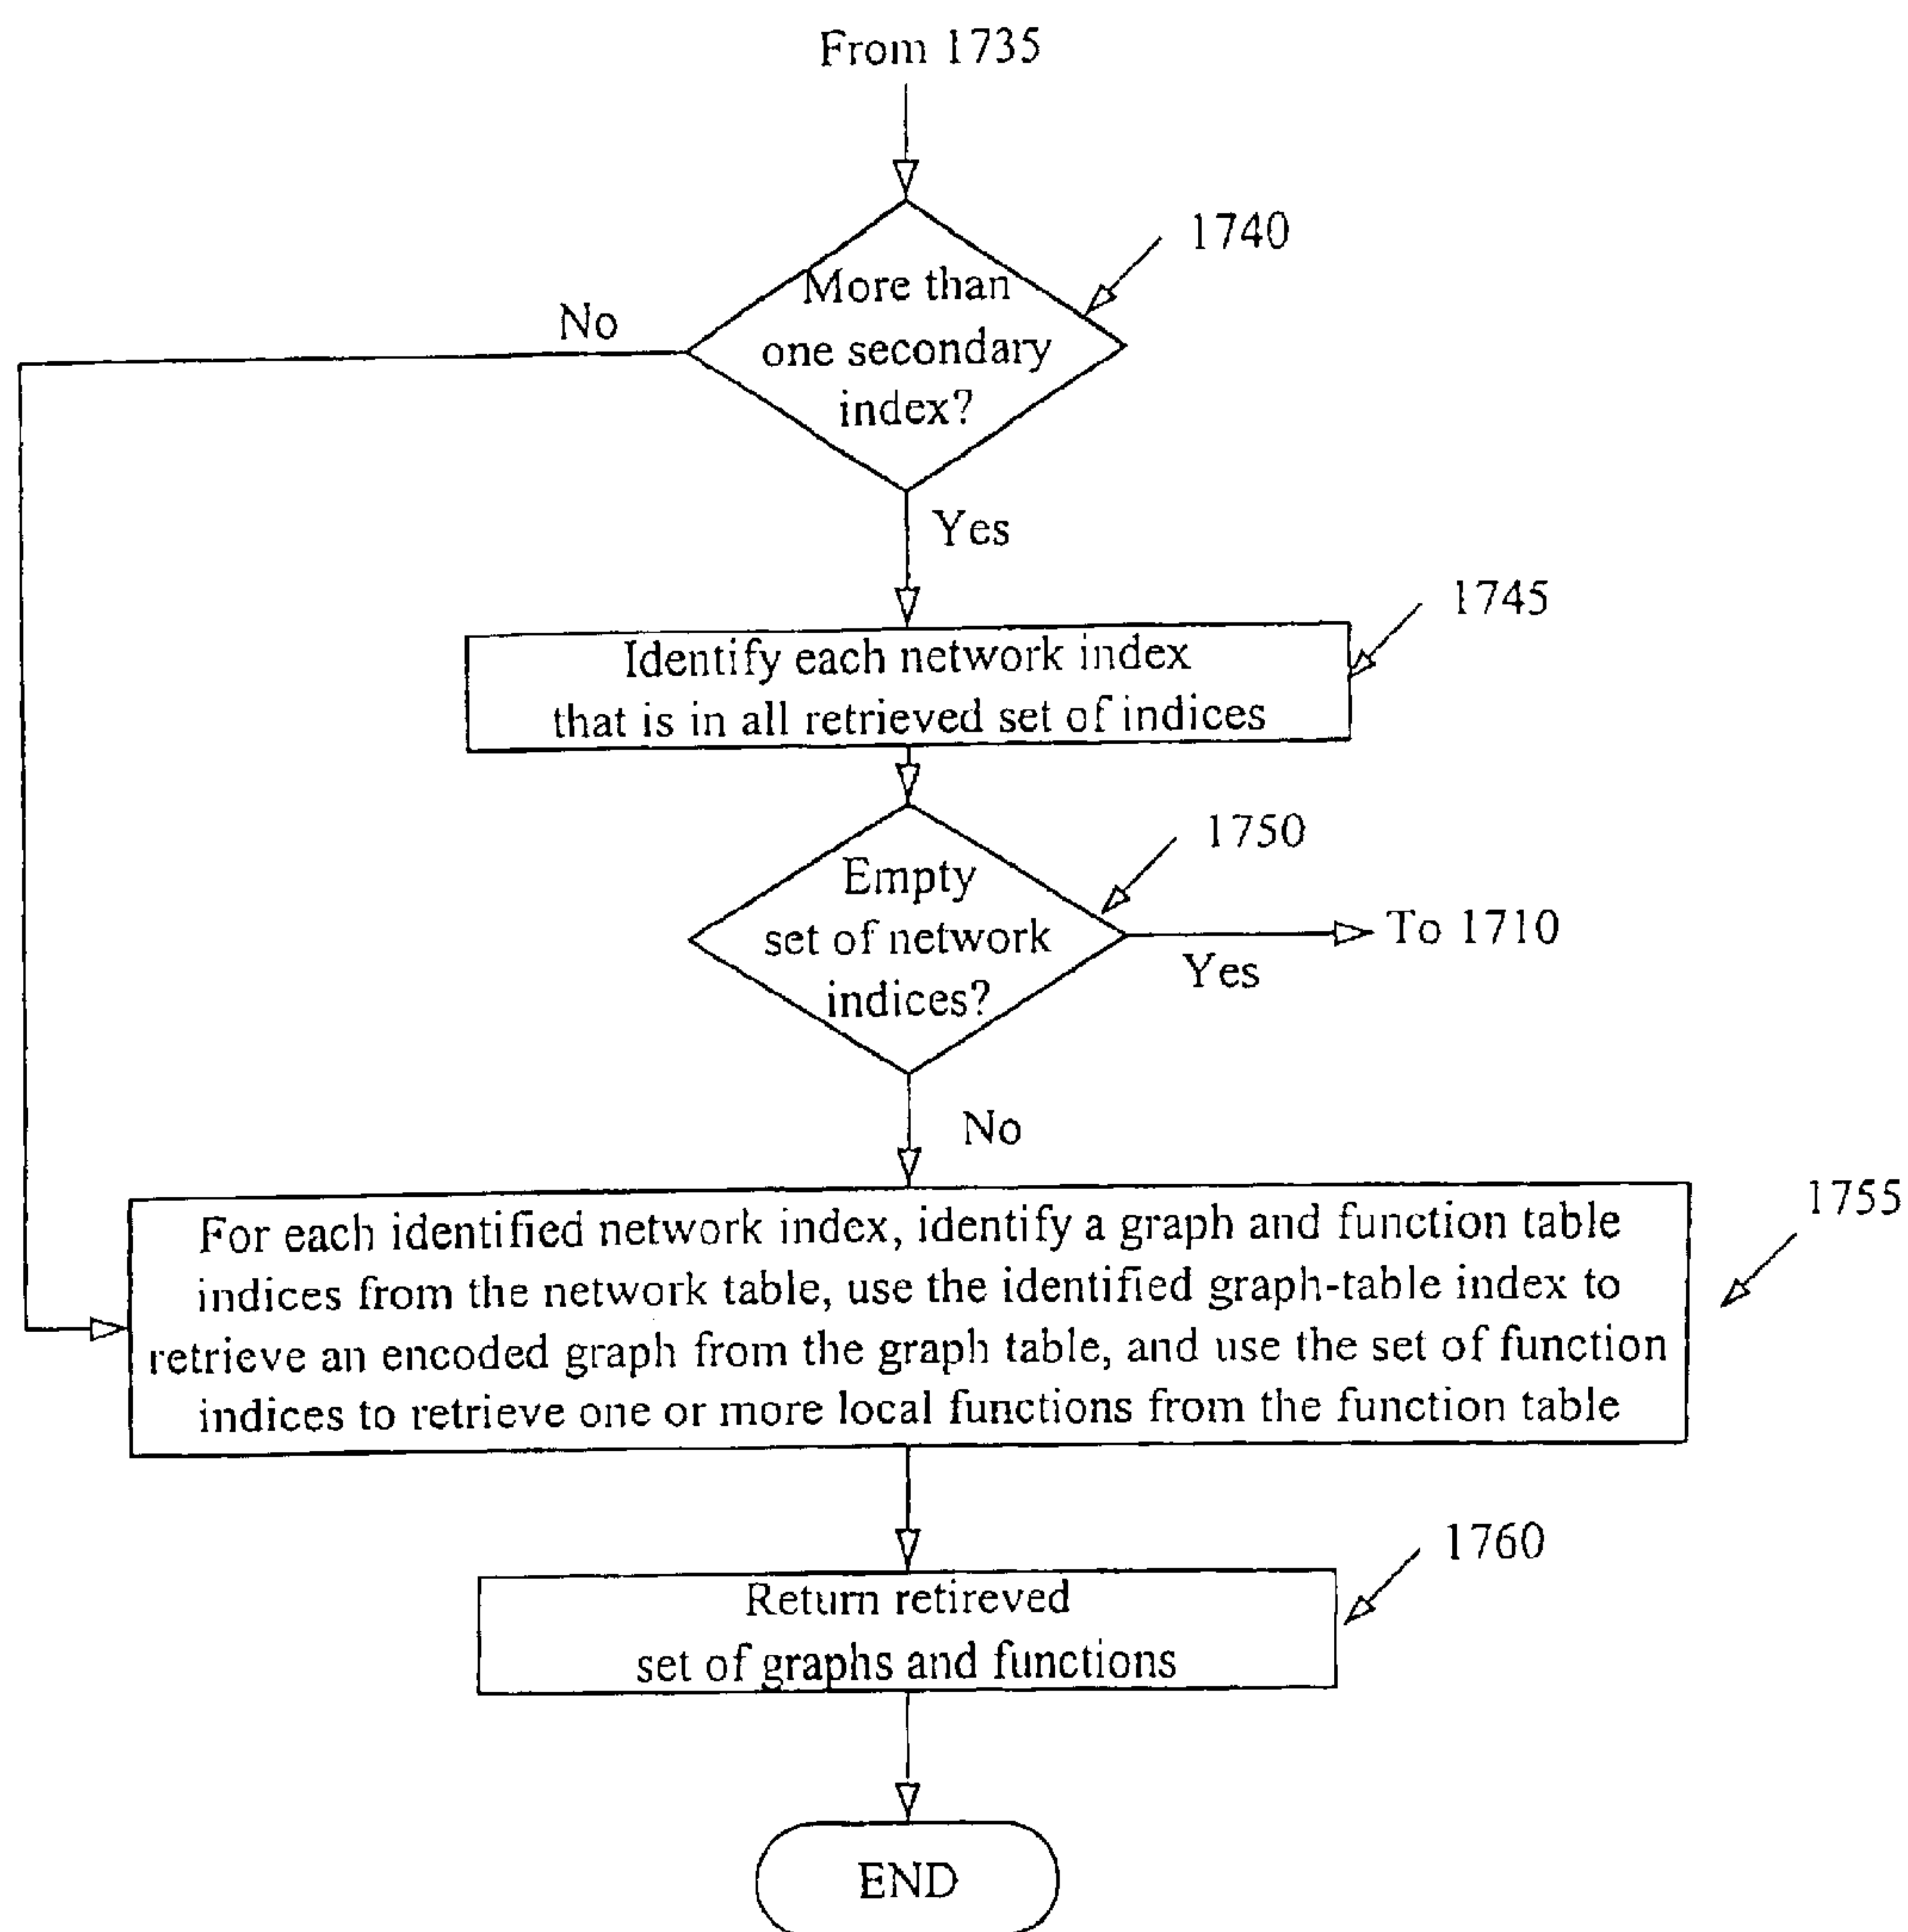 From 1735
1740
More than
one secondary
index?
No
Yes
1745
Identify each network index
that is in all retrieved set of indices
1750
Empty
set of network
indices?
To 1710
Yes
No
1755
For each identified network index, identify a graph and function table
indices from the network table, use the identified graph-table index to
retrieve an encoded graph from the graph table, and use the set of function
indices to retrieve one or more local functions from the function table
1760
Return retireved
set of graphs and functions
END